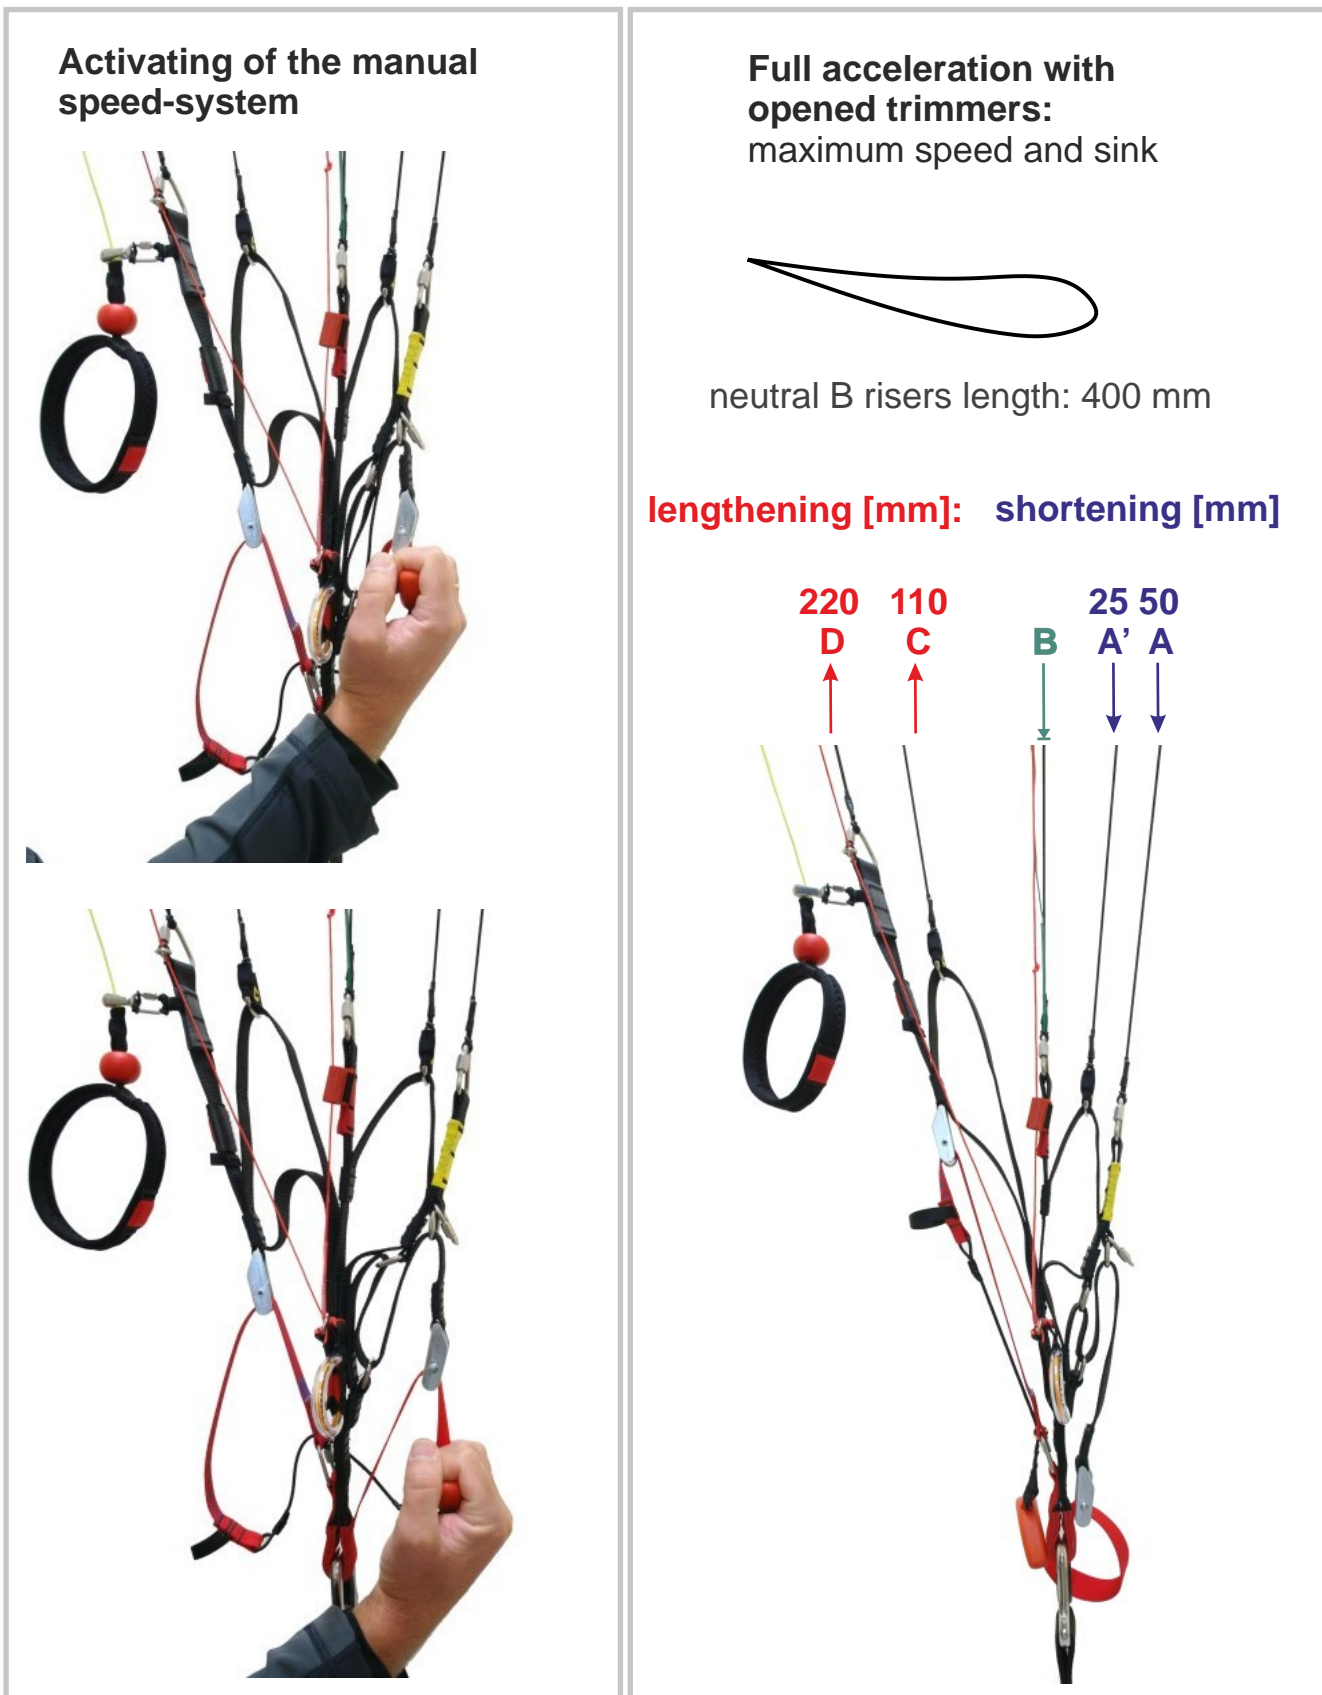 Activating of the manual
speed-system
Full acceleration with
opened trimmers:
maximum speed and sink
neutral B risers length: 400 mm
lengthening [mm]: shortening [mm]
220 110 25 50
D C B A’ A